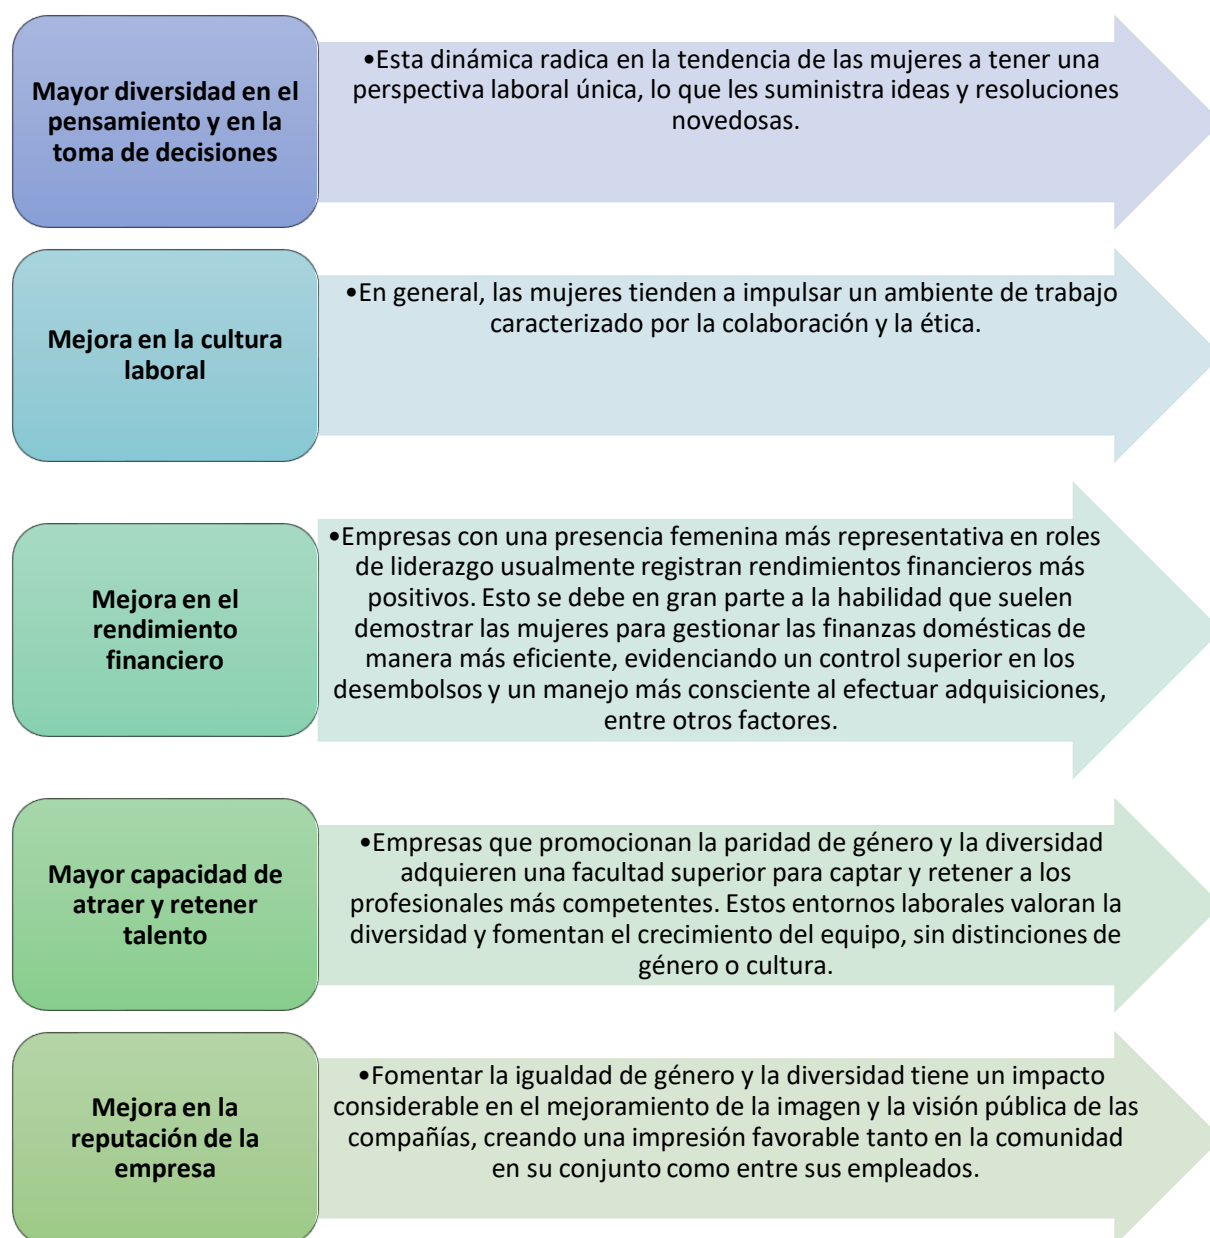 Mayor diversidad en el
pensamiento y en la
toma de decisiones
•Esta dinámica radica en la tendencia de las mujeres a tener una
perspectiva laboral única, lo que les suministra ideas y resoluciones
novedosas.
Mejora en la cultura
laboral
•En general, las mujeres tienden a impulsar un ambiente de trabajo
caracterizado por la colaboración y la ética.
Mejora en el
rendimiento
financiero
•Empresas con una presencia femenina más representativa en roles
de liderazgo usualmente registran rendimientos financieros más
positivos. Esto se debe en gran parte a la habilidad que suelen
demostrar las mujeres para gestionar las finanzas domésticas de
manera más eficiente, evidenciando un control superior en los
desembolsos y un manejo más consciente al efectuar adquisiciones,
entre otros factores.
Mayor capacidad de
atraer y retener
talento
•Empresas que promocionan la paridad de género y la diversidad
adquieren una facultad superior para captar y retener a los
profesionales más competentes. Estos entornos laborales valoran la
diversidad y fomentan el crecimiento del equipo, sin distinciones de
género o cultura.
Mejora en la
reputación de la
empresa
•Fomentar la igualdad de género y la diversidad tiene un impacto
considerable en el mejoramiento de la imagen y la visión pública de las
compañías, creando una impresión favorable tanto en la comunidad
en su conjunto como entre sus empleados.